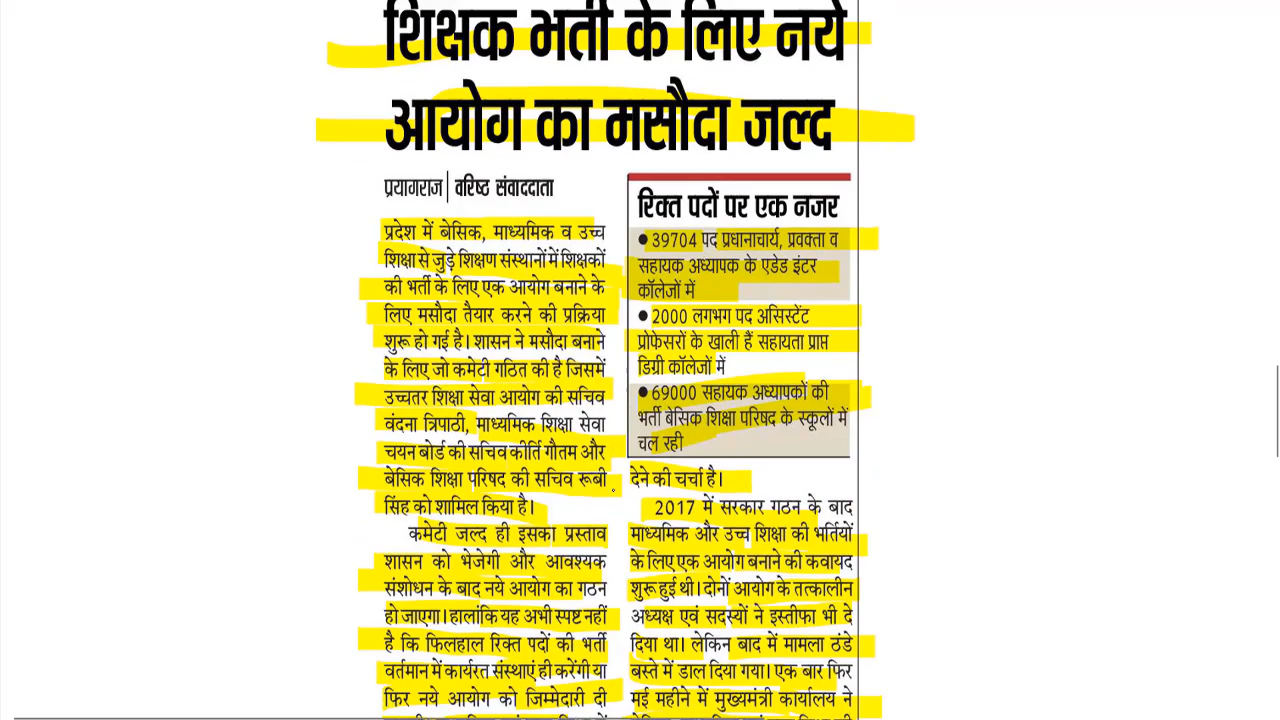 शिक्षक भर्ती के लिए नये
आयोग का मसौदा जल्द
प्रयागराज | वरिष्ठ संवाददाता
प्रदेश में बेसिक, माध्यमिक व उच्च
शिक्षा से जुड़े शिक्षण संस्थानों में शिक्षकों
की भर्ती के लिए एक आयोग बनाने के
लिए मसौदा तैयार करने की प्रक्रिया
शुरू हो गई है। शासन ने मसौदा बनाने
के लिए जो कमेटी गठित की है जिसमें
उच्चतर शिक्षा सेवा आयोग की सचिव
वंदना त्रिपाठी, माध्यमिक शिक्षा सेवा
चयन बोर्ड की सचिव कीर्ति गौतम और
बेसिक शिक्षा परिषद की सचिव रूबी
सिंह को शामिल किया है।
कमेटी जल्द ही इसका प्रस्ताव
शासन को भेजेगी और आवश्यक
संशोधन के बाद नये आयोग का गठन
हो जाएगा। हालांकि यह अभी स्पष्ट नहीं
है कि फिलहाल रिक्त पदों की भर्ती
वर्तमान में कार्यरत संस्थाएं ही करेंगी या
फिर नये आयोग को जिम्मेदारी दी
रिक्त पदों पर एक नजर
● 39704 पद प्रधानाचार्य, प्रवक्ता व
सहायक अध्यापक के एडेड इंटर
कॉलेजों में
● 2000 लगभग पद असिस्टेंट
प्रोफेसरों के खाली हैं सहायता प्राप्त
डिग्री कॉलेजों में
● 69000 सहायक अध्यापकों की
भर्ती बेसिक शिक्षा परिषद के स्कूलों में
चल रही
देने की चर्चा है।
2017 में सरकार गठन के बाद
माध्यमिक और उच्च शिक्षा की भर्तियों
के लिए एक आयोग बनाने की कवायद
शुरू हुई थी। दोनों आयोग के तत्कालीन
अध्यक्ष एवं सदस्यों ने इस्तीफा भी दे
दिया था। लेकिन बाद में मामला ठंडे
बस्ते में डाल दिया गया। एक बार फिर
मई महीने में मुख्यमंत्री कार्यालय ने